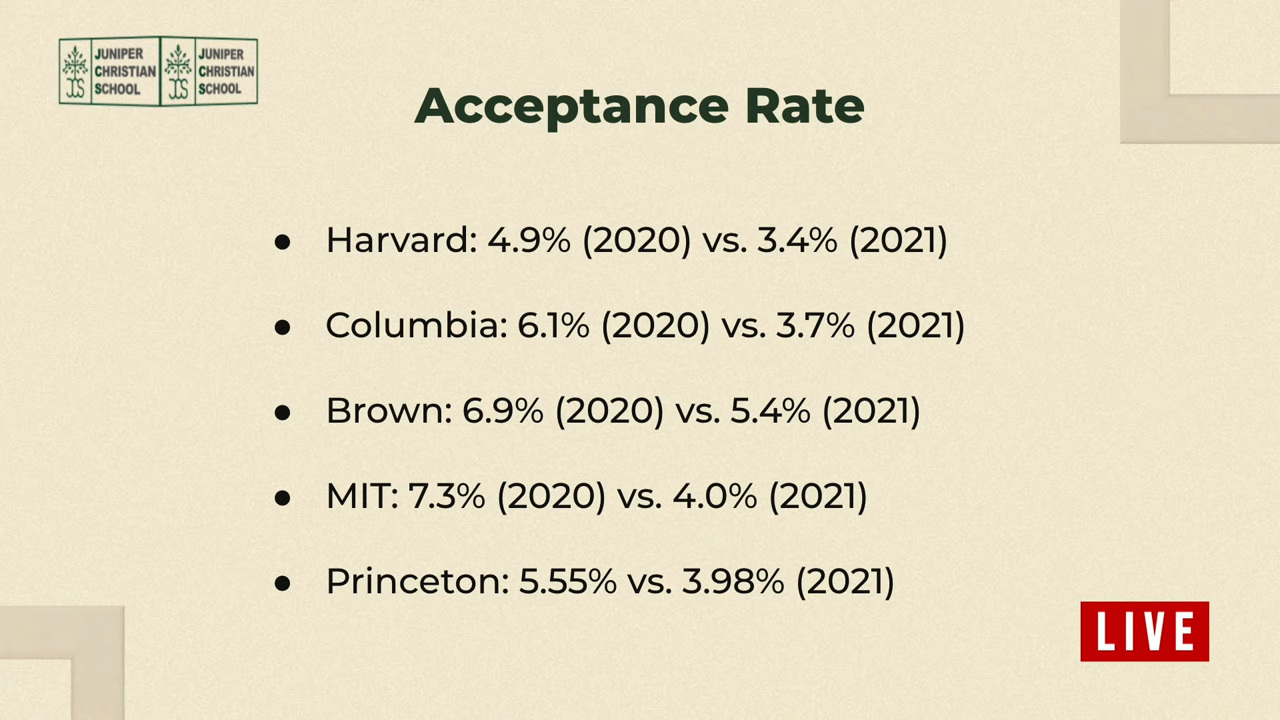 JUNIPER
CHRISTIAN
SCHOOL
JCS
JUNIPER
CHRISTIAN
SCHOOL
JCS
Acceptance Rate
● Harvard: 4.9% (2020) vs. 3.4% (2021)
● Columbia: 6.1% (2020) vs. 3.7% (2021)
● Brown: 6.9% (2020) vs. 5.4% (2021)
● MIT: 7.3% (2020) vs. 4.0% (2021)
● Princeton: 5.55% vs. 3.98% (2021)
LIVE